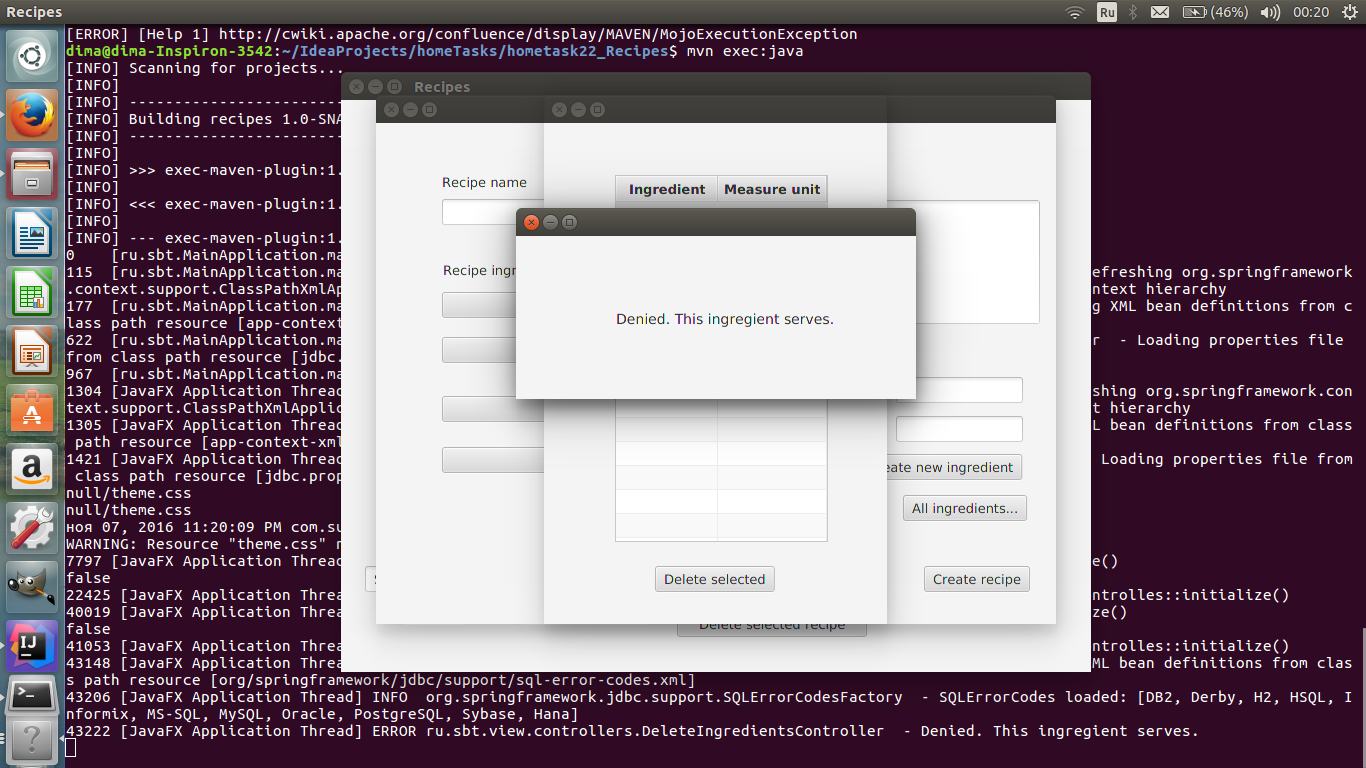 Recipes
Ru
(46%)
00:20
[ERROR] [Help 1] http://cwiki.apache.org/confluence/display/MAVEN/MojoExecutionException
dima@dima-Inspiron-3542:~/IdeaProjects/homeTasks/hometask22_Recipes$ mvn exec:java
[INFO] Scanning for projects...
[INFO]
[INFO] -------------------------
[INFO] Building recipes 1.0-SNA
[INFO] -------------------------
[INFO]
[INFO] >>> exec-maven-plugin:1.
[INFO]
[INFO] <<< exec-maven-plugin:1.
[INFO]
[INFO] --- exec-maven-plugin:1.
0 [ru.sbt.MainApplication.ma
115 [ru.sbt.MainApplication.ma efreshing org.springframework
.context.support.ClassPathXmlAp ntext hierarchy
177 [ru.sbt.MainApplication.ma g XML bean definitions from c
lass path resource [app-context
622 [ru.sbt.MainApplication.ma r - Loading properties file
from class path resource [jdbc.
967 [ru.sbt.MainApplication.ma
1304 [JavaFX Application Thread shing org.springframework.con
text.support.ClassPathXmlApplic t hierarchy
1305 [JavaFX Application Thread L bean definitions from class
path resource [app-context-xml
1421 [JavaFX Application Thread Loading properties file from
class path resource [jdbc.prop
null/theme.css
null/theme.css
ноя 07, 2016 11:20:09 PM com.su
WARNING: Resource "theme.css" n
7797 [JavaFX Application Thread e()
false
22425 [JavaFX Application Threa ntrolles::initialize()
40019 [JavaFX Application Threa ze()
false
41053 [JavaFX Application Threa ntrolles::initialize()
43148 [JavaFX Application Threa ML bean definitions from clas
s path resource [org/springframework/jdbc/support/sql-error-codes.xml]
43206 [JavaFX Application Thread] INFO org.springframework.jdbc.support.SQLErrorCodesFactory - SQLErrorCodes loaded: [DB2, Derby, H2, HSQL, I
nformix, MS-SQL, MySQL, Oracle, PostgreSQL, Sybase, Hana]
43222 [JavaFX Application Thread] ERROR ru.sbt.view.controllers.DeleteIngredientsController - Denied. This ingregient serves.
Recipes
Recipe name
Recipe ingr
Ingredient
Measure unit
Denied. This ingregient serves.
eate new ingredient
All ingredients...
Delete selected
Create recipe
Delete selected recipe